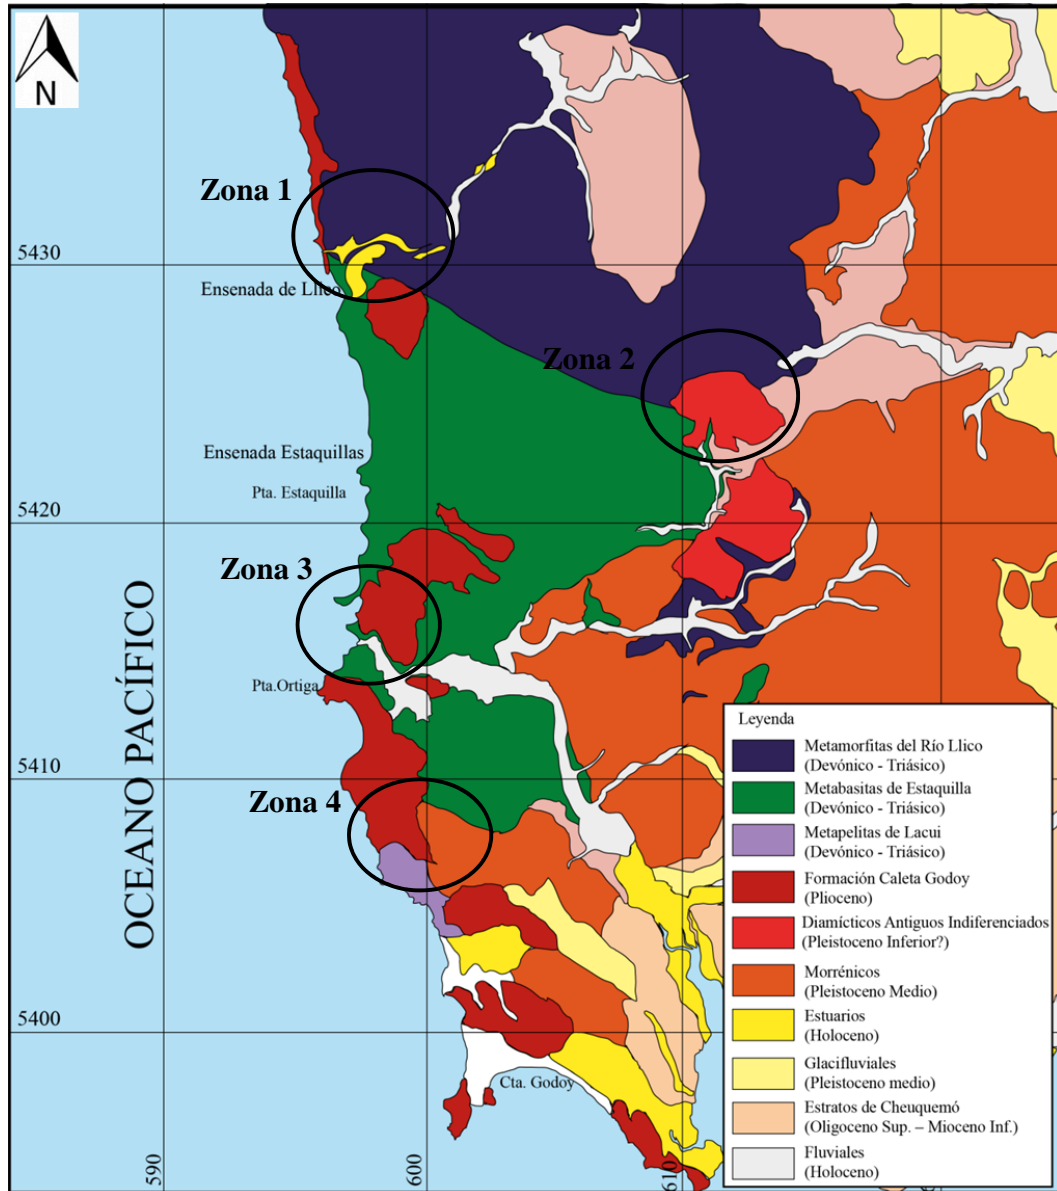 N
Zona 1
5430
Ensenada de Llico
Zona 2
Ensenada Estaquillas
Pta. Estaquilla
5420
Zona 3
Pta.Ortiga
OCEANO PACÍFICO
5410
Zona 4
5400
Cta. Godoy
590
600
610
Leyenda
Metamorfitas del Río Llico
(Devónico - Triásico)
Metabasitas de Estaquilla
(Devónico - Triásico)
Metapelitas de Lacui
(Devónico - Triásico)
Formación Caleta Godoy
(Plioceno)
Diamícticos Antiguos Indiferenciados
(Pleistoceno Inferior?)
Morrénicos
(Pleistoceno Medio)
Estuarios
(Holoceno)
Glacifluviales
(Pleistoceno medio)
Estratos de Cheuquemó
(Oligoceno Sup. – Mioceno Inf.)
Fluviales
(Holoceno)